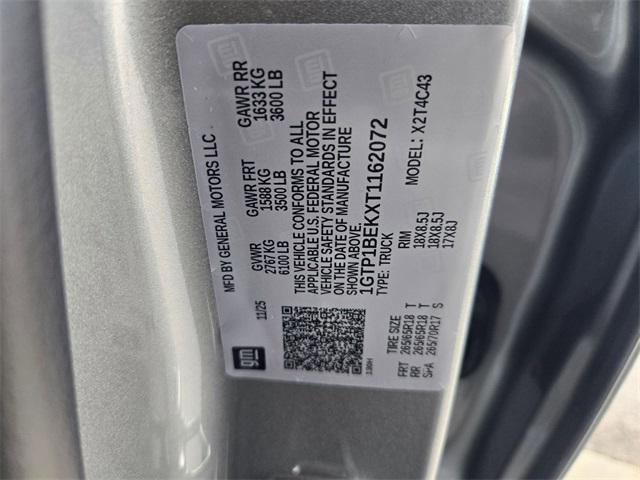 gm
MFD BY GENERAL MOTORS LLC
11/25
GVWR GAWR FRT GAWR RR
2767 KG 1588 KG 1633 KG
6100 LB 3500 LB 3600 LB
THIS VEHICLE CONFORMS TO ALL
APPLICABLE U.S. FEDERAL MOTOR
VEHICLE SAFETY STANDARDS IN EFFECT
ON THE DATE OF MANUFACTURE
SHOWN ABOVE.
1GTP1BEKXT1162072
TYPE: TRUCK MODEL: X2T4C43
TIRE SIZE RIM
FRT 265/65R18 T 18X8.5J
RR 265/65R18 T 18X8.5J
SPA 265/70R17 S 17X8J